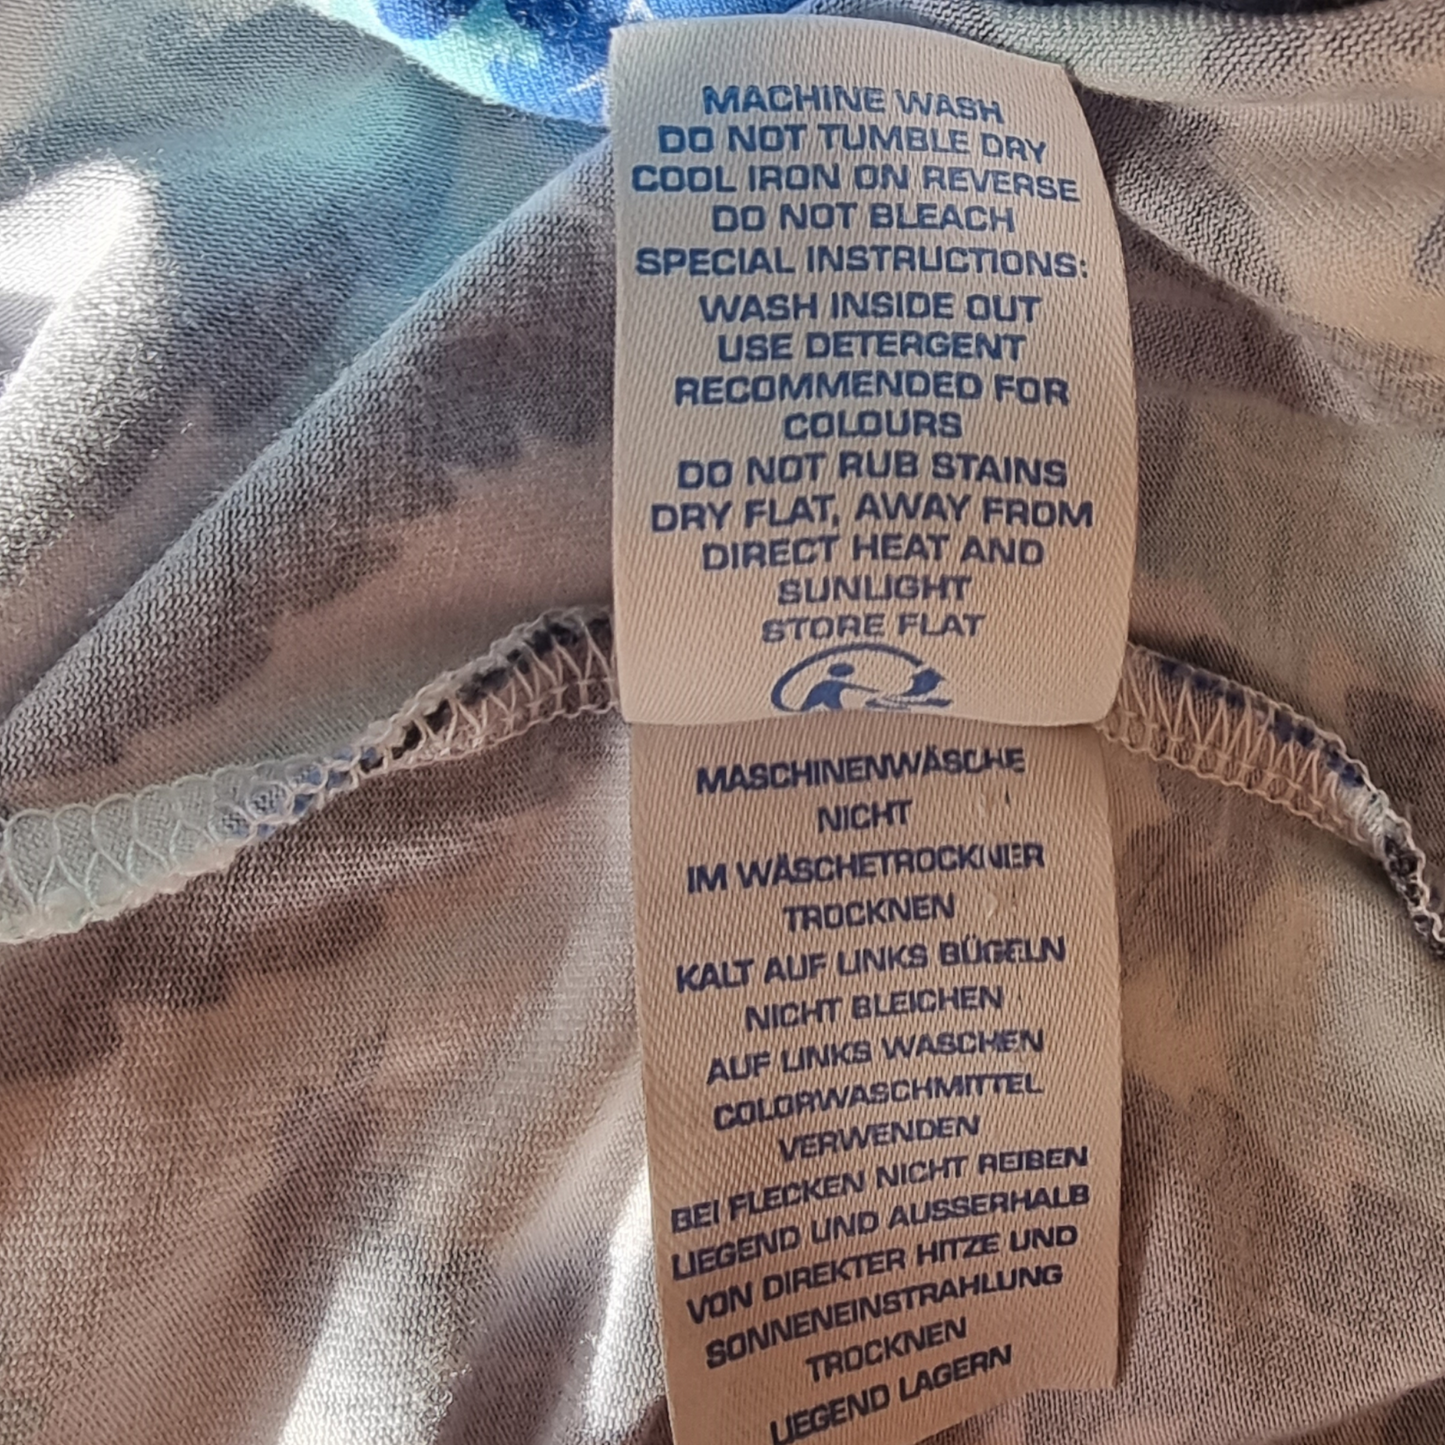 MACHINE WASH
DO NOT TUMBLE DRY
COOL IRON ON REVERSE
DO NOT BLEACH
SPECIAL INSTRUCTIONS:
WASH INSIDE OUT
USE DETERGENT
RECOMMENDED FOR
COLOURS
DO NOT RUB STAINS
DRY FLAT, AWAY FROM
DIRECT HEAT AND
SUNLIGHT
STORE FLAT
MASCHINENWÄSCHE
NICHT
IM WÄSCHETROCKNER
TROCKNEN
KALT AUF LINKS BÜGELN
NICHT BLEICHEN
AUF LINKS WASCHEN
COLORWASCHMITTEL
VERWENDEN
BEI FLECKEN NICHT REIBEN
LIEGEND UND AUSSERHALB
VON DIREKTER HITZE UND
SONNENEINSTRAHLUNG
TROCKNEN
LIEGEND LAGERN